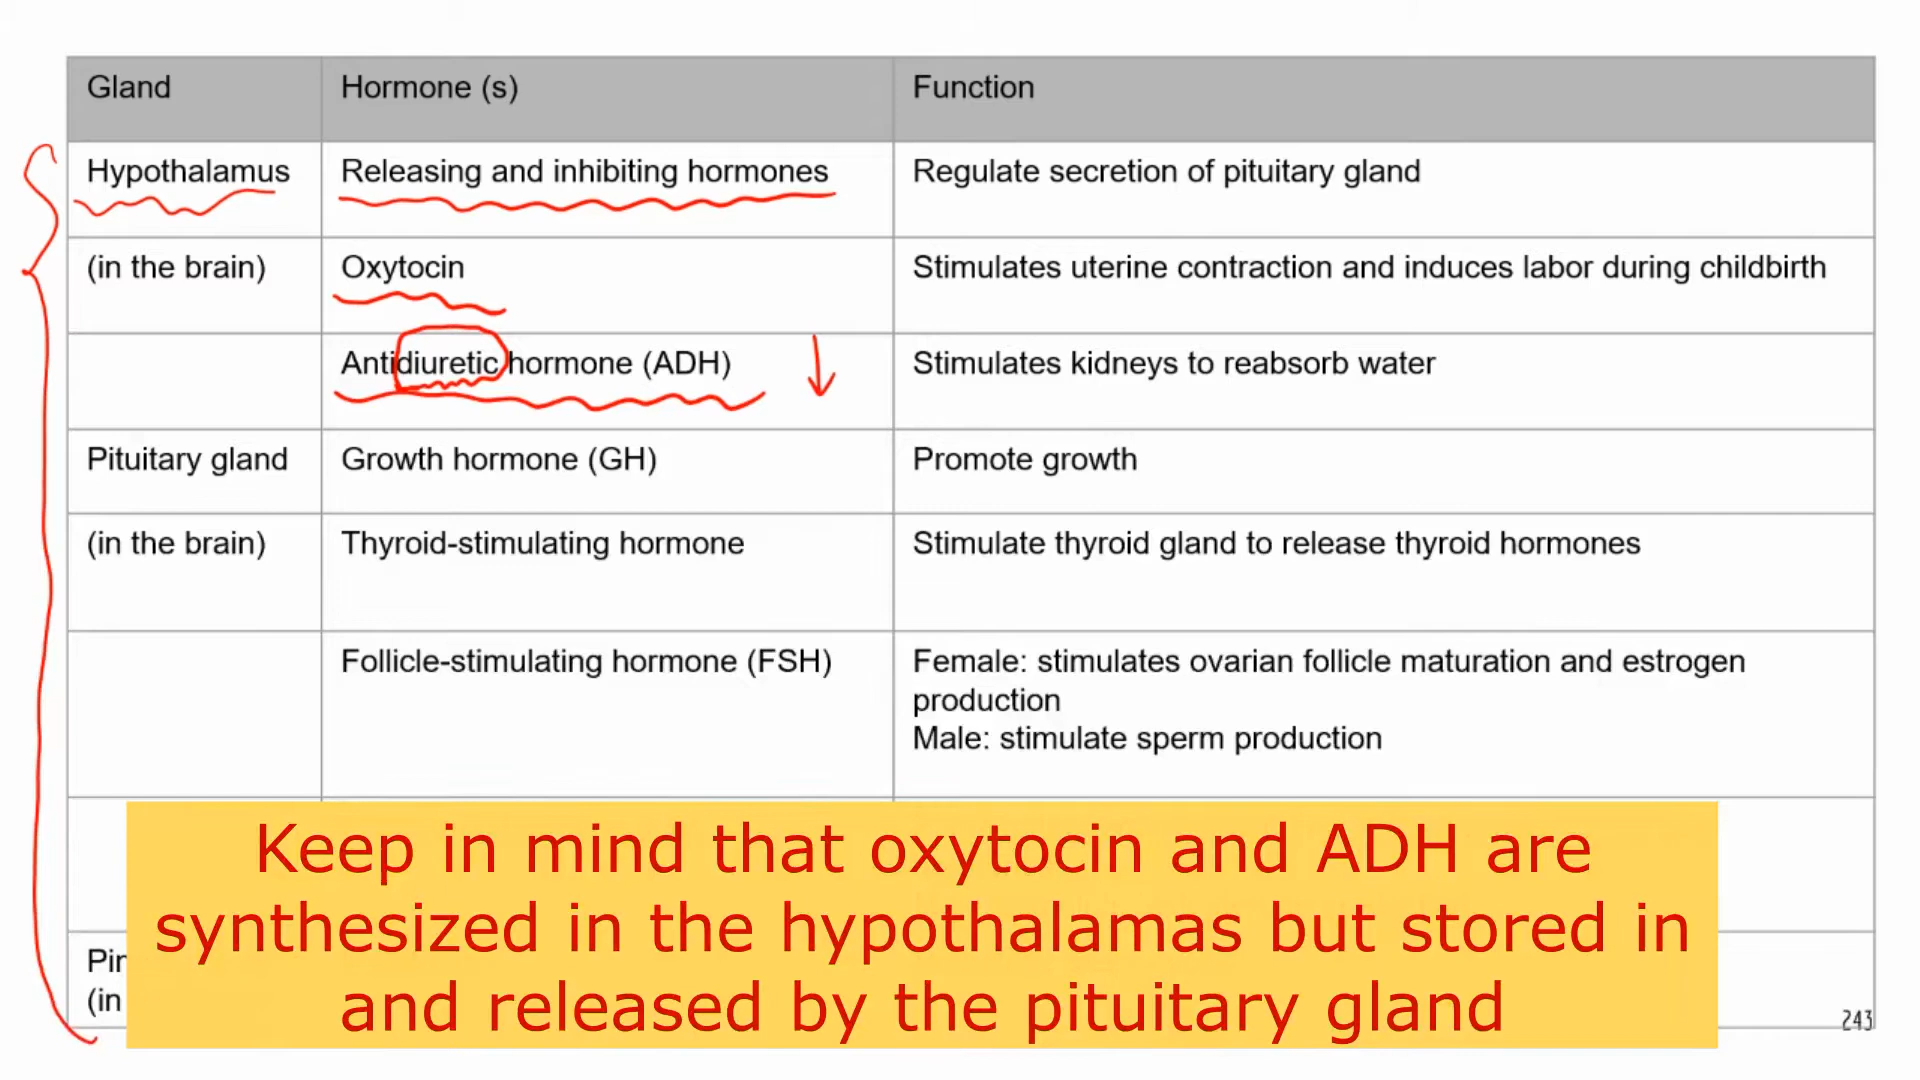 Gland Hormone (s) Function
Hypothalamus Releasing and inhibiting hormones Regulate secretion of pituitary gland
(in the brain) Oxytocin Stimulates uterine contraction and induces labor during childbirth
Antidiuretic hormone (ADH) Stimulates kidneys to reabsorb water
Pituitary gland Growth hormone (GH) Promote growth
(in the brain) Thyroid-stimulating hormone Stimulate thyroid gland to release thyroid hormones
Follicle-stimulating hormone (FSH) Female: stimulates ovarian follicle maturation and estrogen
production
Male: stimulate sperm production
Keep in mind that oxytocin and ADH are
synthesized in the hypothalamas but stored in
and released by the pituitary gland
(in
243